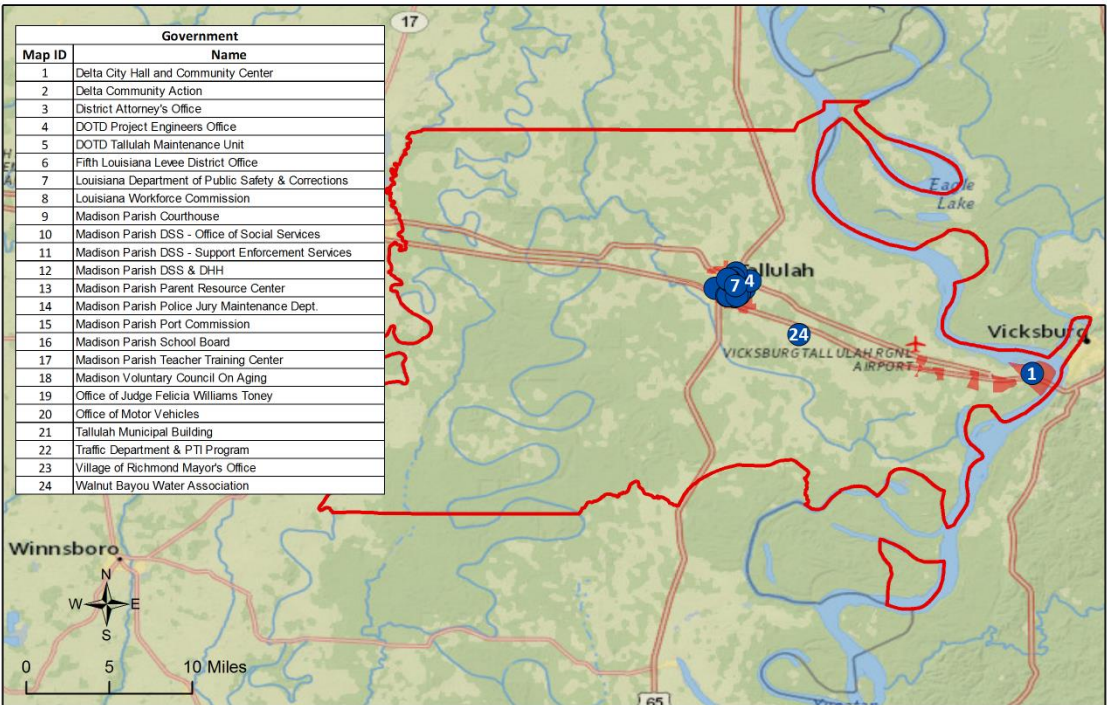 Government
Map ID Name
1 Delta City Hall and Community Center
2 Delta Community Action
3 District Attorney's Office
4 DOTD Project Engineers Office
5 DOTD Tallulah Maintenance Unit
6 Fifth Louisiana Levee District Office
7 Louisiana Department of Public Safety & Corrections
8 Louisiana Workforce Commission
9 Madison Parish Courthouse
10 Madison Parish DSS - Office of Social Services
11 Madison Parish DSS - Support Enforcement Services
12 Madison Parish DSS & DHH
13 Madison Parish Parent Resource Center
14 Madison Parish Police Jury Maintenance Dept.
15 Madison Parish Port Commission
16 Madison Parish School Board
17 Madison Parish Teacher Training Center
18 Madison Voluntary Council On Aging
19 Office of Judge Felicia Williams Toney
20 Office of Motor Vehicles
21 Tallulah Municipal Building
22 Traffic Department & PTI Program
23 Village of Richmond Mayor's Office
24 Walnut Bayou Water Association
17
Eagle
Lake
7 4 Tallulah
24
Vicksburg
VICKSBURG TALLULAH RGNL
AIRPORT
1
Winnsboro
N
W E
S
0 5 10 Miles
65